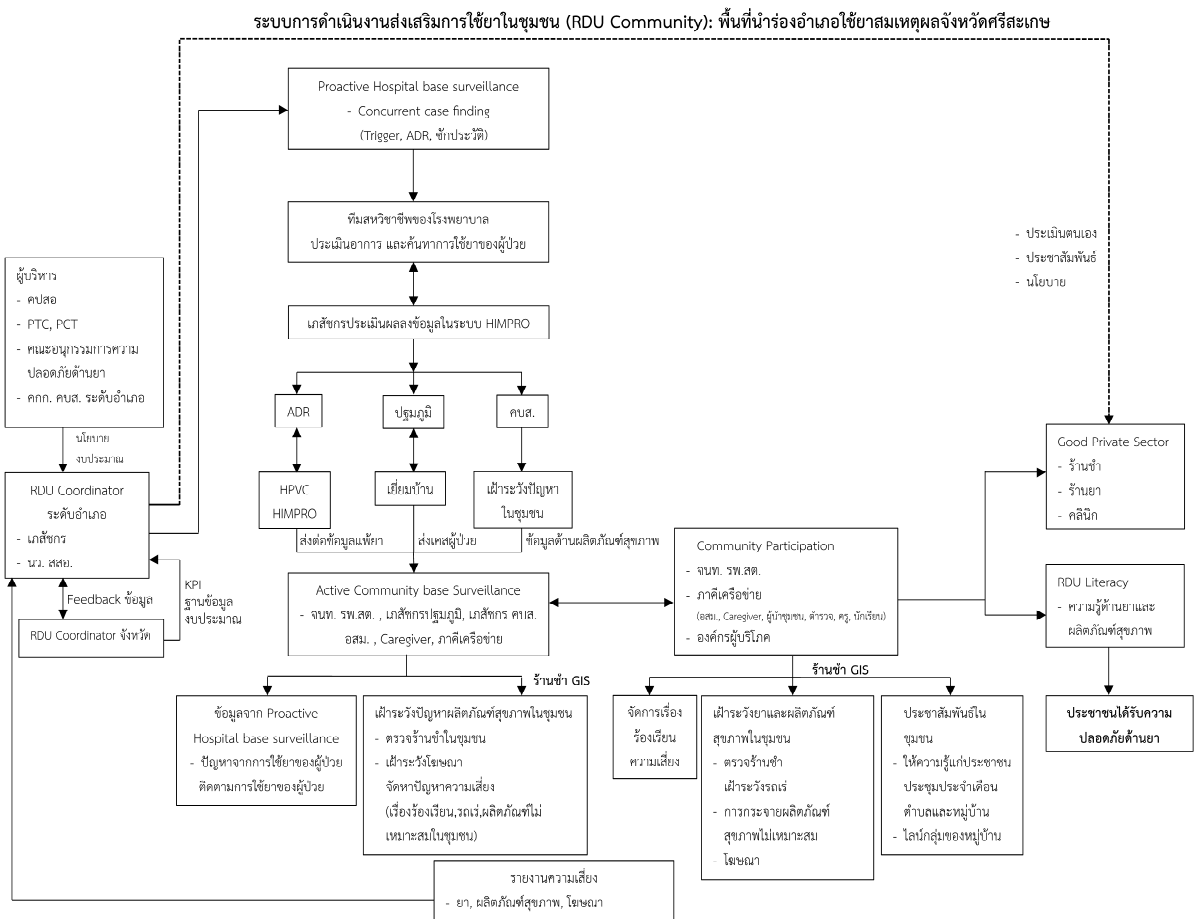 ระบบการดำเนินงานส่งเสริมการใช้ยาในชุมชน (RDU Community): พื้นที่นำร่องอำเภอใช้ยาสมเหตุผลจังหวัดศรีสะเกษ
Proactive Hospital base surveillance
- Concurrent case finding
(Trigger, ADR, ซักประวัติ)
ทีมสหวิชาชีพของโรงพยาบาล
ประเมินอาการ และค้นหาการใช้ยาของผู้ป่วย
เภสัชกรประเมินผลลงข้อมูลในระบบ HIMPRO
ADR
ปฐมภูมิ
คบส.
HPVC
HIMPRO
เยี่ยมบ้าน
เฝ้าระวังปัญหา
ในชุมชน
ส่งต่อข้อมูลแพ้ยา
ส่งเคสผู้ป่วย
ข้อมูลด้านผลิตภัณฑ์สุขภาพ
ผู้บริหาร
- คปสอ
- PTC, PCT
- คณะอนุกรรมการความ
ปลอดภัยด้านยา
- คกก. คบส. ระดับอำเภอ
นโยบาย
งบประมาณ
RDU Coordinator
ระดับอำเภอ
- เภสัชกร
- นว. สสอ.
Feedback ข้อมูล
KPI
ฐานข้อมูล
งบประมาณ
RDU Coordinator จังหวัด
Active Community base Surveillance
- จนท. รพ.สต. , เภสัชกรปฐมภูมิ, เภสัชกร คบส.
อสม. , Caregiver, ภาคีเครือข่าย
ร้านชำ GIS
ข้อมูลจาก Proactive
Hospital base surveillance
- ปัญหาจากการใช้ยาของผู้ป่วย
ติดตามการใช้ยาของผู้ป่วย
เฝ้าระวังปัญหาผลิตภัณฑ์สุขภาพในชุมชน
- ตรวจร้านชำในชุมชน
- เฝ้าระวังโฆษณา
จัดหาปัญหาความเสี่ยง
(เรื่องร้องเรียน,รถเร่,ผลิตภัณฑ์ไม่
เหมาะสมในชุมชน)
Community Participation
- จนท. รพ.สต.
- ภาคีเครือข่าย
(อสม., Caregiver, ผู้นำชุมชน, ตำรวจ, ครู, นักเรียน)
- องค์กรผู้บริโภค
ร้านชำ GIS
จัดการเรื่อง
ร้องเรียน
ความเสี่ยง
เฝ้าระวังยาและผลิตภัณฑ์
สุขภาพในชุมชน
- ตรวจร้านชำ
เฝ้าระวังรถเร่
- การกระจายผลิตภัณฑ์
สุขภาพไม่เหมาะสม
- โฆษณา
ประชาสัมพันธ์ใน
ชุมชน
- ให้ความรู้แก่ประชาชน
ประชุมประจำเดือน
ตำบลและหมู่บ้าน
- ไลน์กลุ่มของหมู่บ้าน
- ประเมินตนเอง
- ประชาสัมพันธ์
- นโยบาย
Good Private Sector
- ร้านชำ
- ร้านยา
- คลินิก
RDU Literacy
- ความรู้ด้านยาและ
ผลิตภัณฑ์สุขภาพ
ประชาชนได้รับความ
ปลอดภัยด้านยา
รายงานความเสี่ยง
- ยา, ผลิตภัณฑ์สุขภาพ, โฆษณา